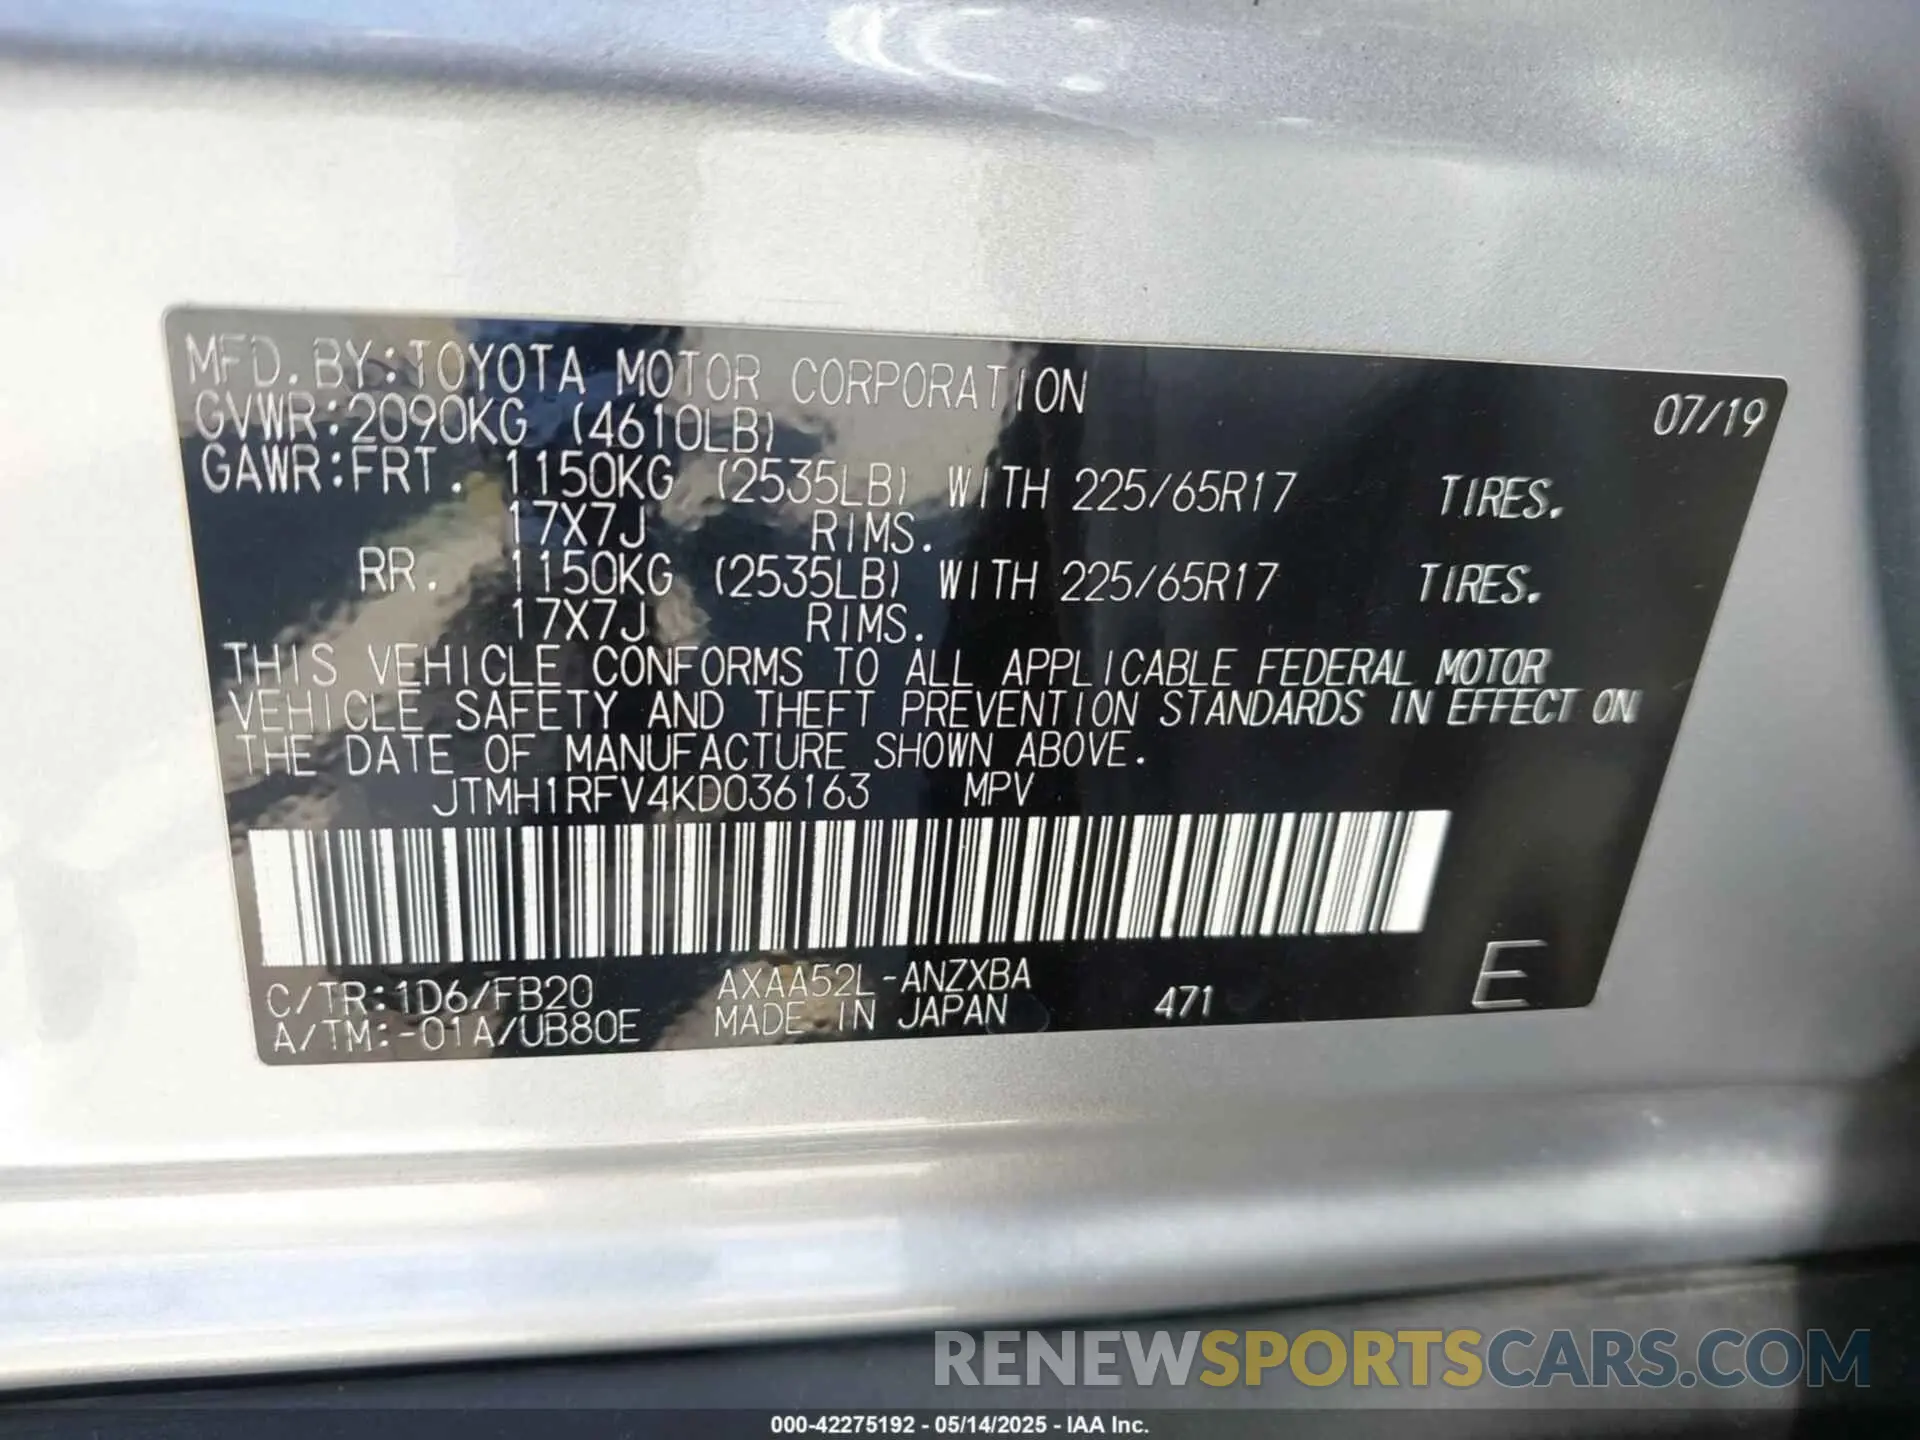 MFD. BY:TOYOTA MOTOR CORPORATION 07/19
GVWR:2090KG (4610LB)
GAWR:FRT. 1150KG (2535LB) WITH 225/65R17 TIRES.
17X7J RIMS.
RR. 1150KG (2535LB) WITH 225/65R17 TIRES.
17X7J RIMS.
THIS VEHICLE CONFORMS TO ALL APPLICABLE FEDERAL MOTOR
VEHICLE SAFETY AND THEFT PREVENTION STANDARDS IN EFFECT ON
THE DATE OF MANUFACTURE SHOWN ABOVE.
JTMH1RFV4KD036163 MPV
C/TR:1D6/FB20 AXAA52L-ANZXBA
A/TM:-01A/UB80E MADE IN JAPAN 471 E
RENEWSPORTSCARS.COM
000-42275192 - 05/14/2025 - IAA Inc.